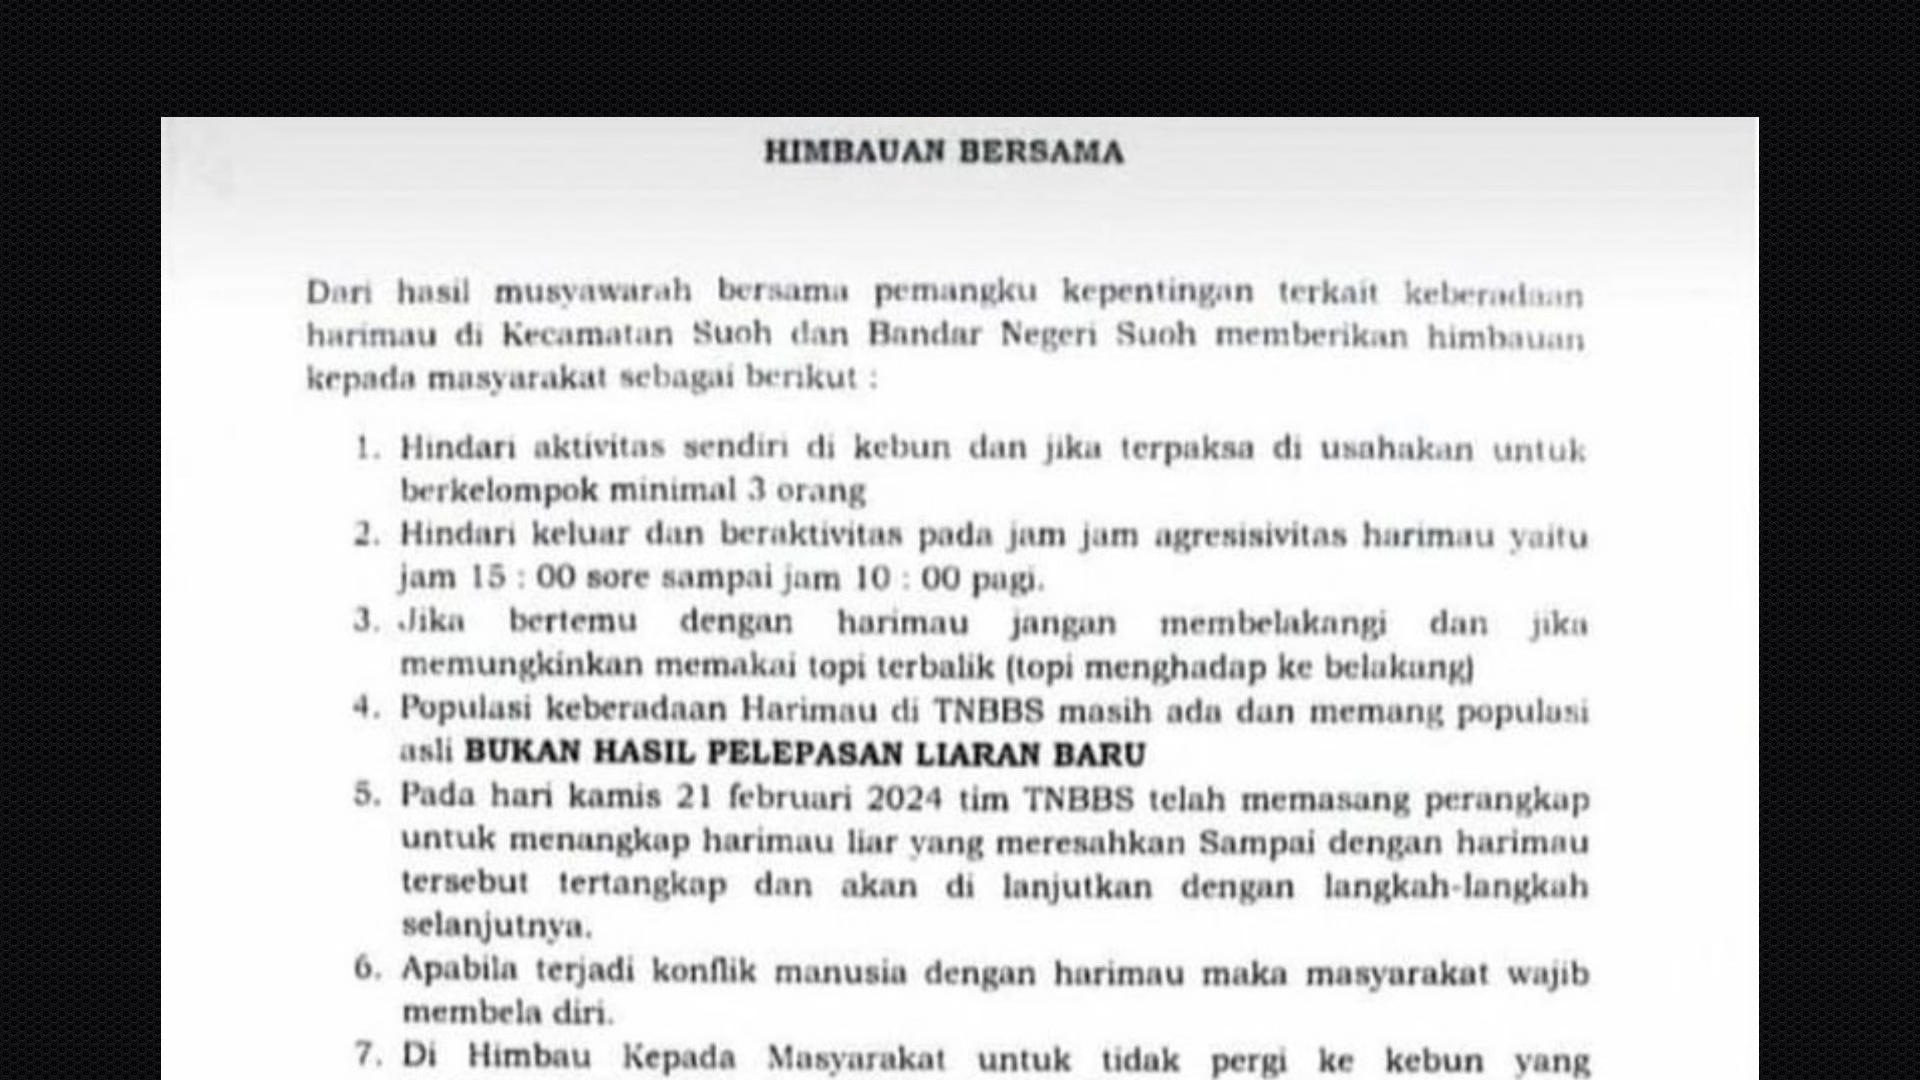 HIMBAUAN BERSAMA
Dari hasil musyawarah bersama pemangku kepentingan terkait keberadaan
harimau di Kecamatan Suoh dan Bandar Negeri Suoh memberikan himbauan
kepada masyarakat sebagai berikut :
1. Hindari aktivitas sendiri di kebun dan jika terpaksa di usahakan untuk
berkelompok minimal 3 orang
2. Hindari keluar dan beraktivitas pada jam jam agresisivitas harimau yaitu
jam 15 : 00 sore sampai jam 10 : 00 pagi.
3. Jika bertemu dengan harimau jangan membelakangi dan jika
memungkinkan memakai topi terbalik (topi menghadap ke belakang)
4. Populasi keberadaan Harimau di TNBBS masih ada dan memang populasi
asli BUKAN HASIL PELEPASAN LIARAN BARU
5. Pada hari kamis 21 februari 2024 tim TNBBS telah memasang perangkap
untuk menangkap harimau liar yang meresahkan Sampai dengan harimau
tersebut tertangkap dan akan di lanjutkan dengan langkah-langkah
selanjutnya.
6. Apabila terjadi konflik manusia dengan harimau maka masyarakat wajib
membela diri.
7. Di Himbau Kepada Masyarakat untuk tidak pergi ke kebun yang